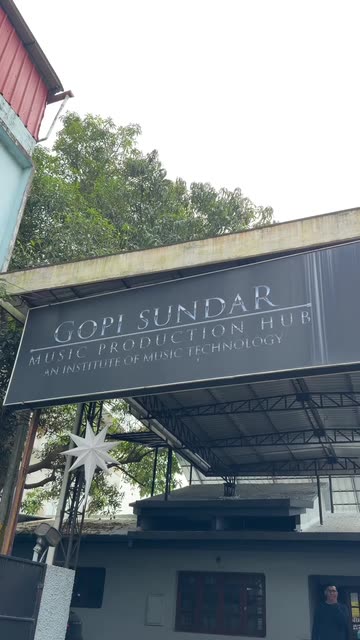 GOPI SUNDAR
MUSIC PRODUCTION HUB
AN INSTITUTE OF MUSIC TECHNOLOGY